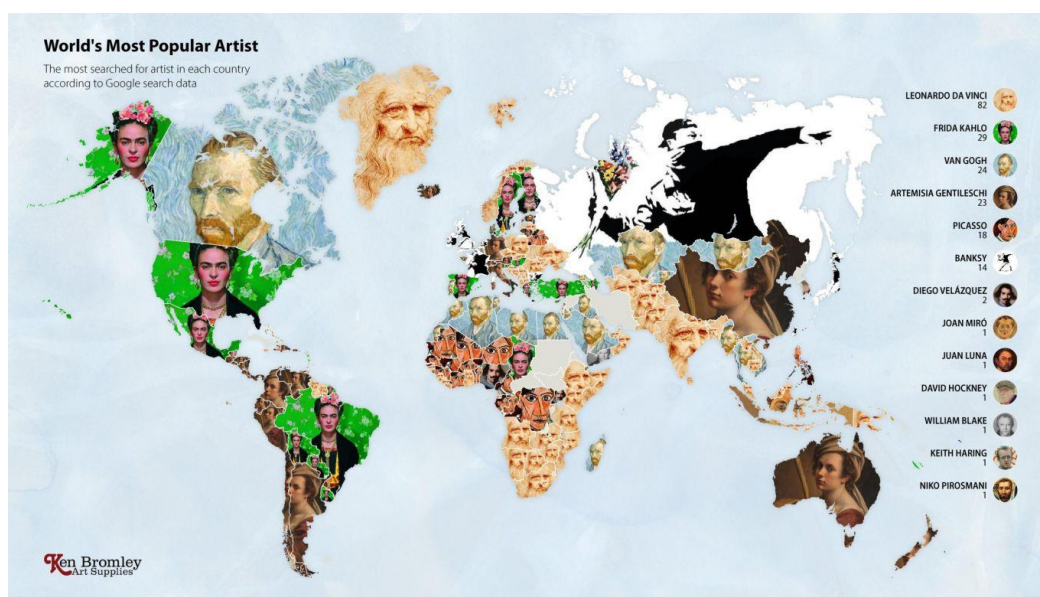 World's Most Popular Artist
The most searched for artist in each country
according to Google search data
LEONARDO DA VINCI
82
FRIDA KAHLO
29
VAN GOGH
24
ARTEMISIA GENTILESCHI
23
PICASSO
18
BANKSY
14
DIEGO VELÁZQUEZ
2
JOAN MIRÓ
1
JUAN LUNA
1
DAVID HOCKNEY
1
WILLIAM BLAKE
1
KEITH HARING
1
NIKO PIROSMANI
1
Ken Bromley
Art Supplies